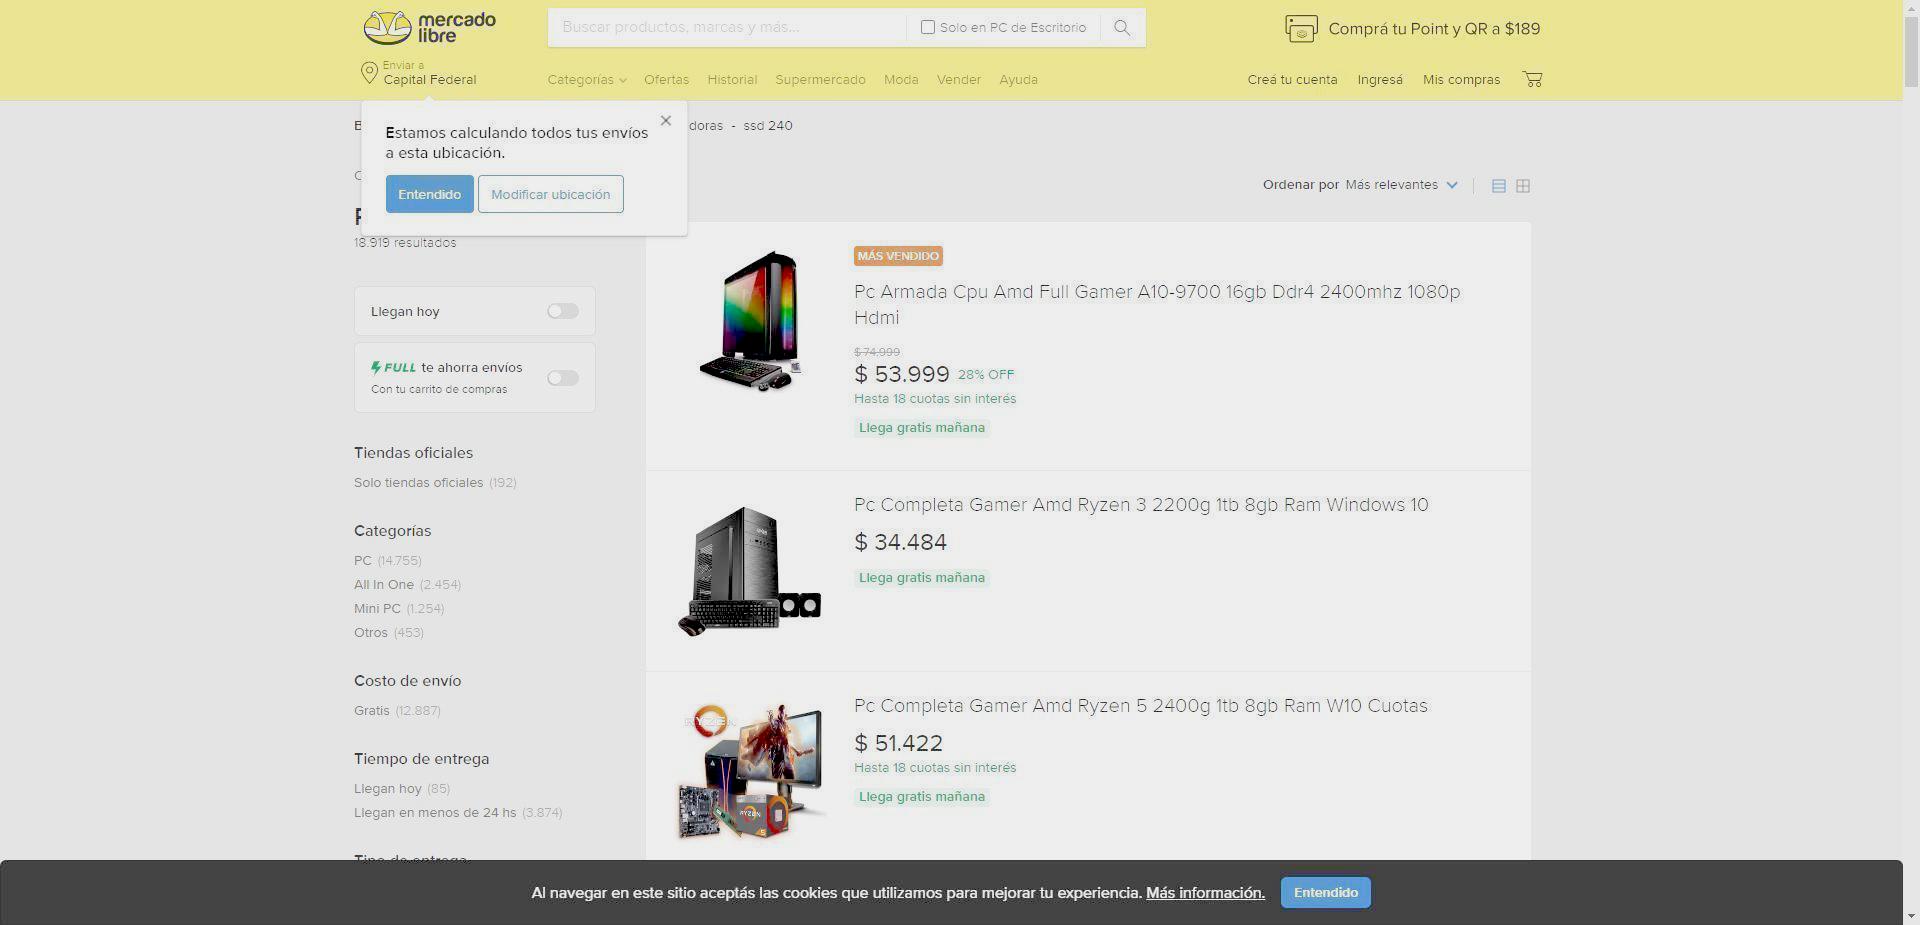 mercado
libre
Buscar productos, marcas y más...
Solo en PC de Escritorio
Comprá tu Point y QR a $189
Enviar a
Capital Federal
Categorías Ofertas Historial Supermercado Moda Vender Ayuda
Creá tu cuenta Ingresá Mis compras
doras - ssd 240
Estamos calculando todos tus envíos
a esta ubicación.
Entendido Modificar ubicación
Ordenar por Más relevantes
18.919 resultados
Llegan hoy
FULL te ahorra envíos
Con tu carrito de compras
Tiendas oficiales
Solo tiendas oficiales (192)
Categorías
PC (14.755)
All In One (2.454)
Mini PC (1.254)
Otros (453)
Costo de envío
Gratis (12.887)
Tiempo de entrega
Llegan hoy (85)
Llegan en menos de 24 hs (3.874)
Tipo de entrega
MÁS VENDIDO
Pc Armada Cpu Amd Full Gamer A10-9700 16gb Ddr4 2400mhz 1080p
Hdmi
$ 74.999
$ 53.999 28% OFF
Hasta 18 cuotas sin interés
Llega gratis mañana
Pc Completa Gamer Amd Ryzen 3 2200g 1tb 8gb Ram Windows 10
$ 34.484
Llega gratis mañana
RYZEN
RYZEN
5
Pc Completa Gamer Amd Ryzen 5 2400g 1tb 8gb Ram W10 Cuotas
$ 51.422
Hasta 18 cuotas sin interés
Llega gratis mañana
Al navegar en este sitio aceptás las cookies que utilizamos para mejorar tu experiencia. Más información.
Entendido